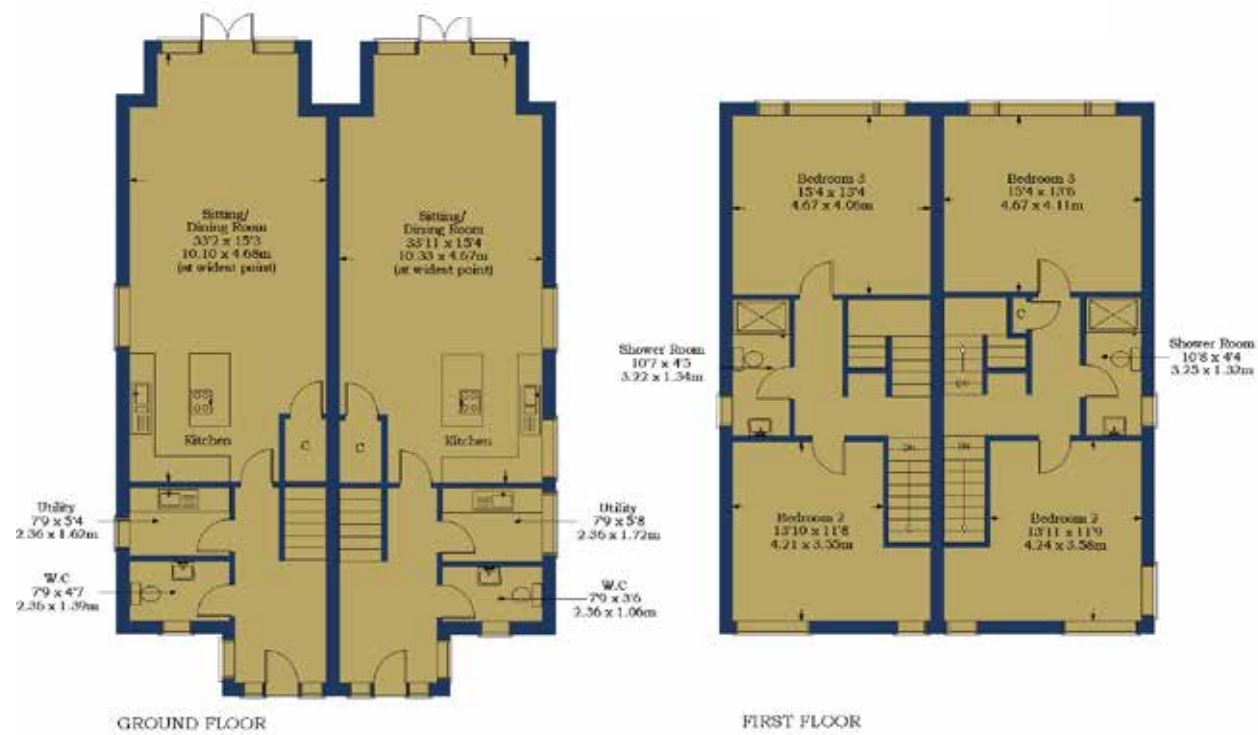 Sitting/
Dining Room
33'2 x 15'3
10.10 x 4.68m
(at widest point)
Kitchen
C
Utility
7'9 x 5'4
2.36 x 1.62m
W.C
7'9 x 4'7
2.36 x 1.39m
Sitting/
Dining Room
33'11 x 15'4
10.33 x 4.67m
(at widest point)
Kitchen
C
Utility
7'9 x 5'8
2.36 x 1.72m
W.C
7'9 x 3'6
2.36 x 1.06m
GROUND FLOOR
Bedroom 3
15'4 x 13'4
4.67 x 4.06m
Shower Room
10'7 x 4'5
3.22 x 1.34m
DN
Bedroom 2
13'10 x 11'8
4.21 x 3.55m
DN
Bedroom 3
15'4 x 13'6
4.67 x 4.11m
C
Shower Room
10'8 x 4'4
3.25 x 1.32m
DN
Bedroom 2
13'11 x 11'9
4.24 x 3.58m
FIRST FLOOR